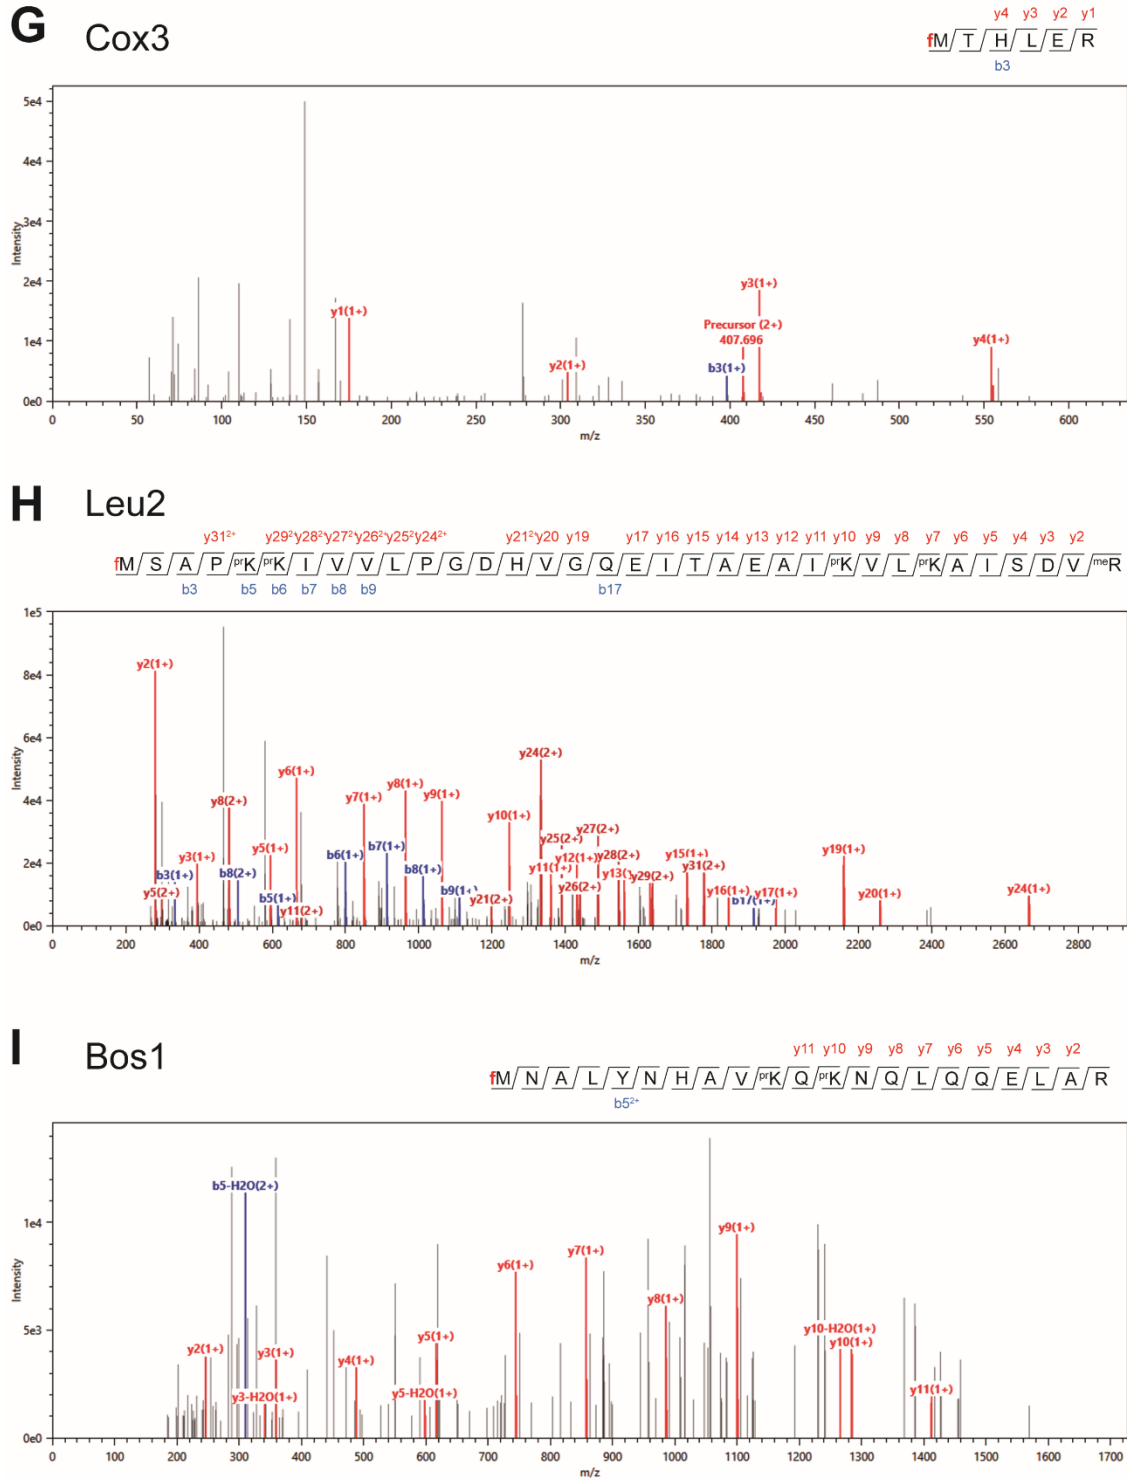 G Cox3
y4 y3 y2 y1
fM T H L E R
b3
5e4
4e4
3e4
2e4
1e4
0e0
Intensity
y1(1+)
y2(1+)
y3(1+)
Precursor (2+)
407.696
b3(1+)
y4(1+)
0 50 100 150 200 250 300 350 400 450 500 550 600
m/z
H Leu2
y31²⁺ y29²y28²y27²y26²y25²y24²⁺ y21²y20 y19 y17 y16 y15 y14 y13 y12 y11 y10 y9 y8 y7 y6 y5 y4 y3 y2
fM S A P prK prK I V V L P G D H V G Q E I T A E A I prK V L prK A I S D V meR
b3 b5 b6 b7 b8 b9 b17
1e5
8e4
6e4
4e4
2e4
0e0
Intensity
y2(1+)
y24(2+)
y6(1+)
y8(2+) y7(1+) y8(1+) y9(1+)
y10(1+)
y25(2+) y27(2+)
y3(1+) y5(1+) b6(1+) b7(1+)
b3(1+) b8(2+) b8(1+)
y12(1+) y28(2+) y15(1+) y19(1+)
y5(2+) b5(1+) b9(1+) y11(1+) y13(1 y29(2+) y31(2+)
y11(2+) y21(2+) y26(2+) y16(1+) y17(1+) b17(1+) y20(1+) y24(1+)
0 200 400 600 800 1000 1200 1400 1600 1800 2000 2200 2400 2600 2800
m/z
I Bos1
y11 y10 y9 y8 y7 y6 y5 y4 y3 y2
fM N A L Y N H A V prK Q prK N Q L Q Q E L A R
b5²⁺
1e4
5e3
0e0
Intensity
b5-H2O(2+)
y9(1+)
y7(1+)
y6(1+)
y8(1+)
y5(1+)
y10-H2O(1+)
y2(1+) y3(1+) y4(1+) y10(1+)
y3-H2O(1+) y5-H2O(1+) y11(1+)
0 100 200 300 400 500 600 700 800 900 1000 1100 1200 1300 1400 1500 1600 1700
m/z